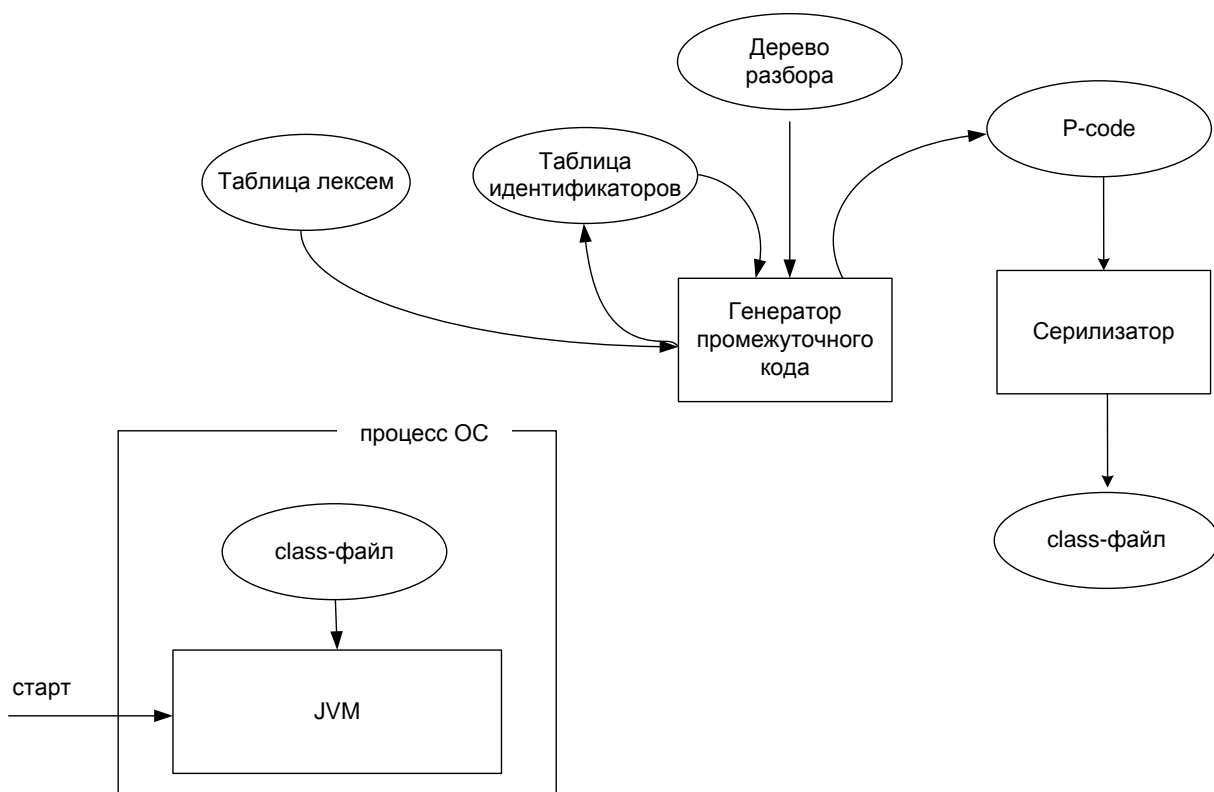 Дерево
разбора
P-code
Таблица
идентификаторов
Таблица лексем
Генератор
промежуточного
кода
Серилизатор
процесс ОС
class-файл
class-файл
старт
JVM